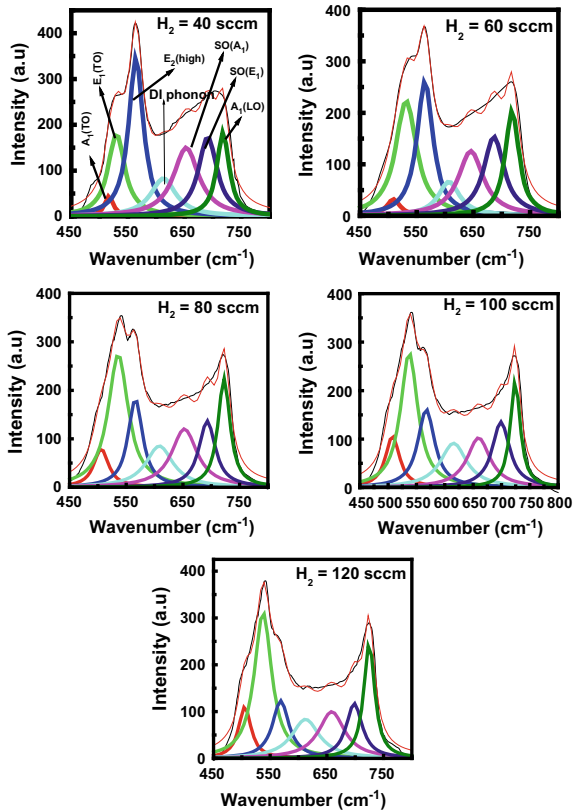 H2 = 40 sccm
SO(A1)
E2(high)
SO(E1)
E1(TO)
DI phonon
A1(LO)
A1(TO)
Intensity (a.u)
400
300
200
100
0
450 550 650 750
Wavenumber (cm-1)
H2 = 60 sccm
Intensity (a.u)
400
300
200
100
0
450 550 650 750
Wavenumber (cm-1)
H2 = 80 sccm
Intensity (a.u)
400
300
200
100
0
450 550 650 750
Wavenumber (cm-1)
H2 = 100 sccm
Intensity (a.u)
400
300
200
100
0
450 500 550 600 650 700 750 800
Wavenumber (cm-1)
H2 = 120 sccm
Intensity (a.u)
400
300
200
100
0
450 550 650 750
Wavenumber (cm-1)